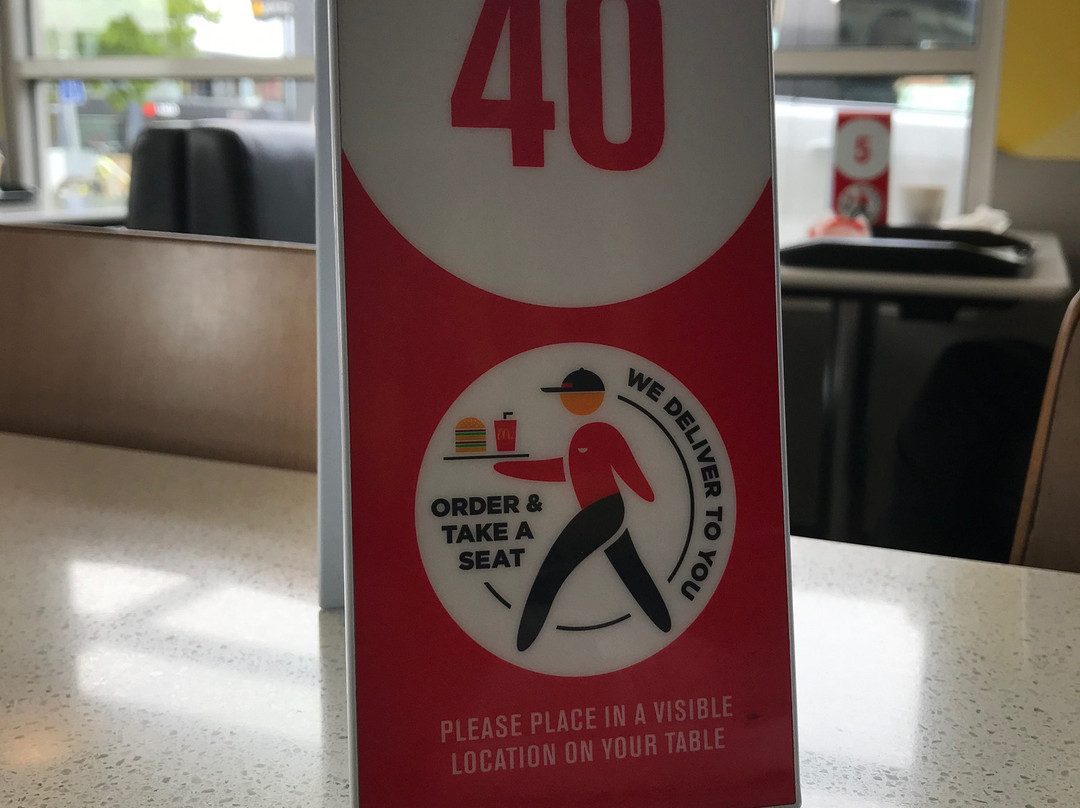 40
5
WE DELIVER TO YOU
ORDER &
TAKE A
SEAT
PLEASE PLACE IN A VISIBLE
LOCATION ON YOUR TABLE